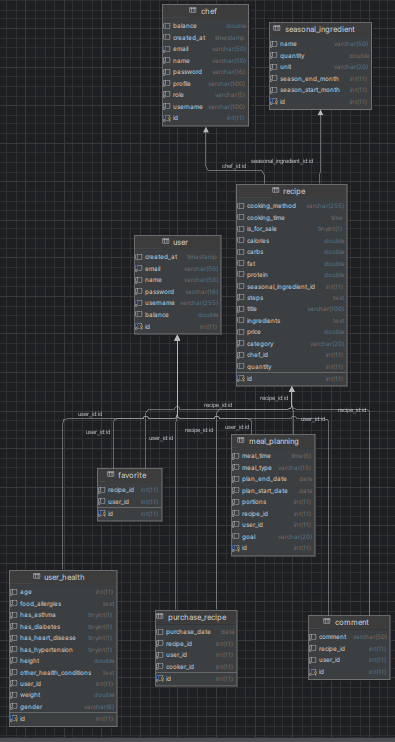 chef
balance double
created_at timestamp
email varchar(50)
name varchar(50)
password varchar(16)
profile varchar(100)
role varchar(5)
username varchar(100)
id int(11)
seasonal_ingredient
name varchar(50)
quantity double
unit varchar(20)
season_end_month int(11)
season_start_month int(11)
id int(11)
seasonal_ingredient_id:id
chef_id:id
recipe
cooking_method varchar(255)
cooking_time time
is_for_sale tinyint(1)
calories double
carbs double
fat double
protein double
seasonal_ingredient_id int(11)
steps text
title varchar(100)
ingredients text
price double
category varchar(20)
chef_id int(11)
quantity int(11)
id int(11)
user
created_at timestamp
email varchar(50)
name varchar(50)
password varchar(16)
username varchar(255)
balance double
id int(11)
recipe_id:id
recipe_id:id
recipe_id:id
user_id:id
user_id:id
recipe_id:id
user_id:id
user_id:id
user_id:id
meal_planning
meal_time time(6)
meal_type varchar(15)
plan_end_date date
plan_start_date date
portions int(11)
recipe_id int(11)
user_id int(11)
goal varchar(20)
id int(11)
favorite
recipe_id int(11)
user_id int(11)
id int(11)
user_health
age int(11)
food_allergies text
has_asthma tinyint(1)
has_diabetes tinyint(1)
has_heart_disease tinyint(1)
has_hypertension tinyint(1)
height double
other_health_conditions text
user_id int(11)
weight double
gender varchar(6)
id int(11)
purchase_recipe
purchase_date date
recipe_id int(11)
user_id int(11)
cooker_id int(11)
id int(11)
comment
comment varchar(50)
recipe_id int(11)
user_id int(11)
id int(11)